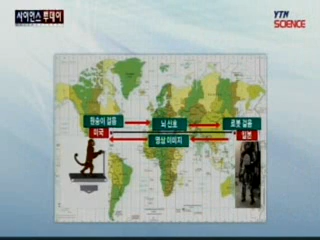 사이언스 투데이
YTN
SCIENCE
원숭이 걸음
뇌 신호
로봇 걸음
미국
영상 이미지
일본